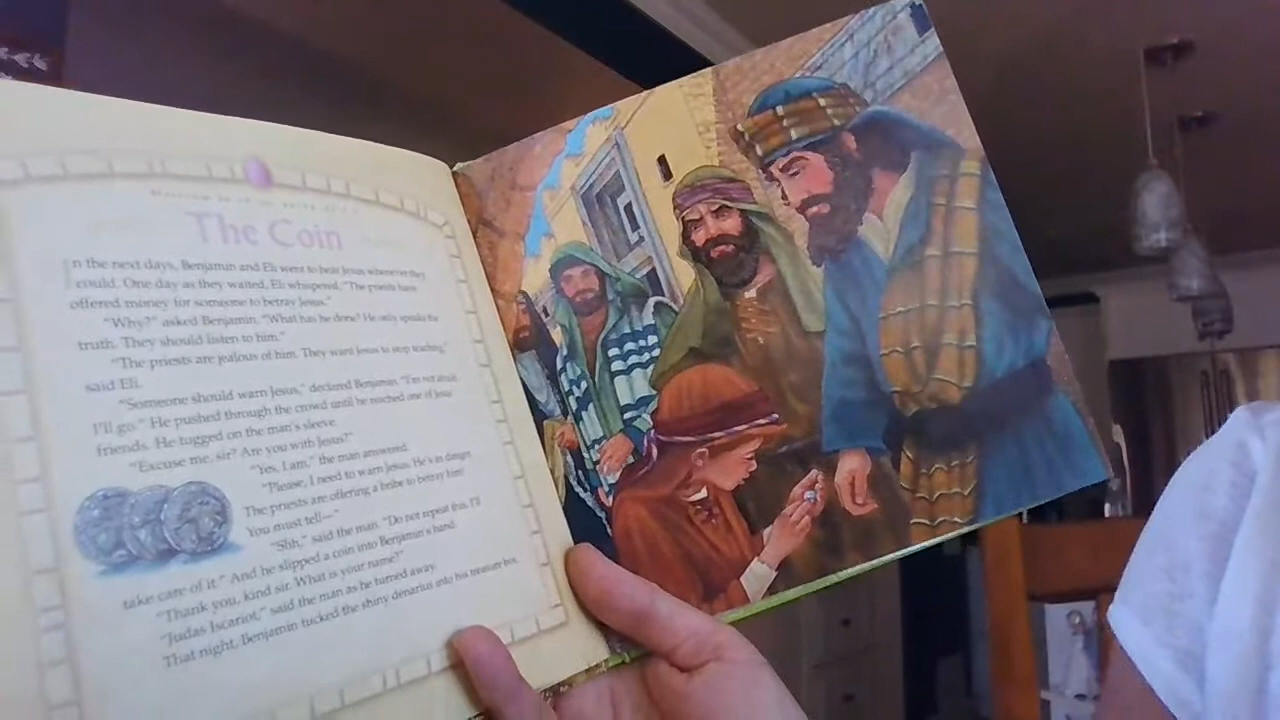 The Coin
In the next days, Benjamin and Eli went to hear Jesus whenever they
could. One day as they waited, Eli whispered, "The priests have
offered money for someone to betray Jesus."
"Why?" asked Benjamin. "What has he done? He only speaks the
truth. They should listen to him."
"The priests are jealous of him. They want Jesus to stop teaching,"
said Eli.
"Someone should warn Jesus," declared Benjamin. "I'm not afraid.
I'll go." He pushed through the crowd until he reached one of Jesus'
friends. He tugged on the man's sleeve.
"Excuse me, sir? Are you with Jesus?"
"Yes, I am," the man answered.
"Please, I need to warn Jesus. He's in danger.
The priests are offering a bribe to betray him!
You must tell—"
"Shh," said the man. "Do not repeat this. I'll
take care of it." And he slipped a coin into Benjamin's hand.
"Thank you, kind sir. What is your name?"
"Judas Iscariot," said the man as he turned away.
That night, Benjamin tucked the shiny denarius into his treasure box.